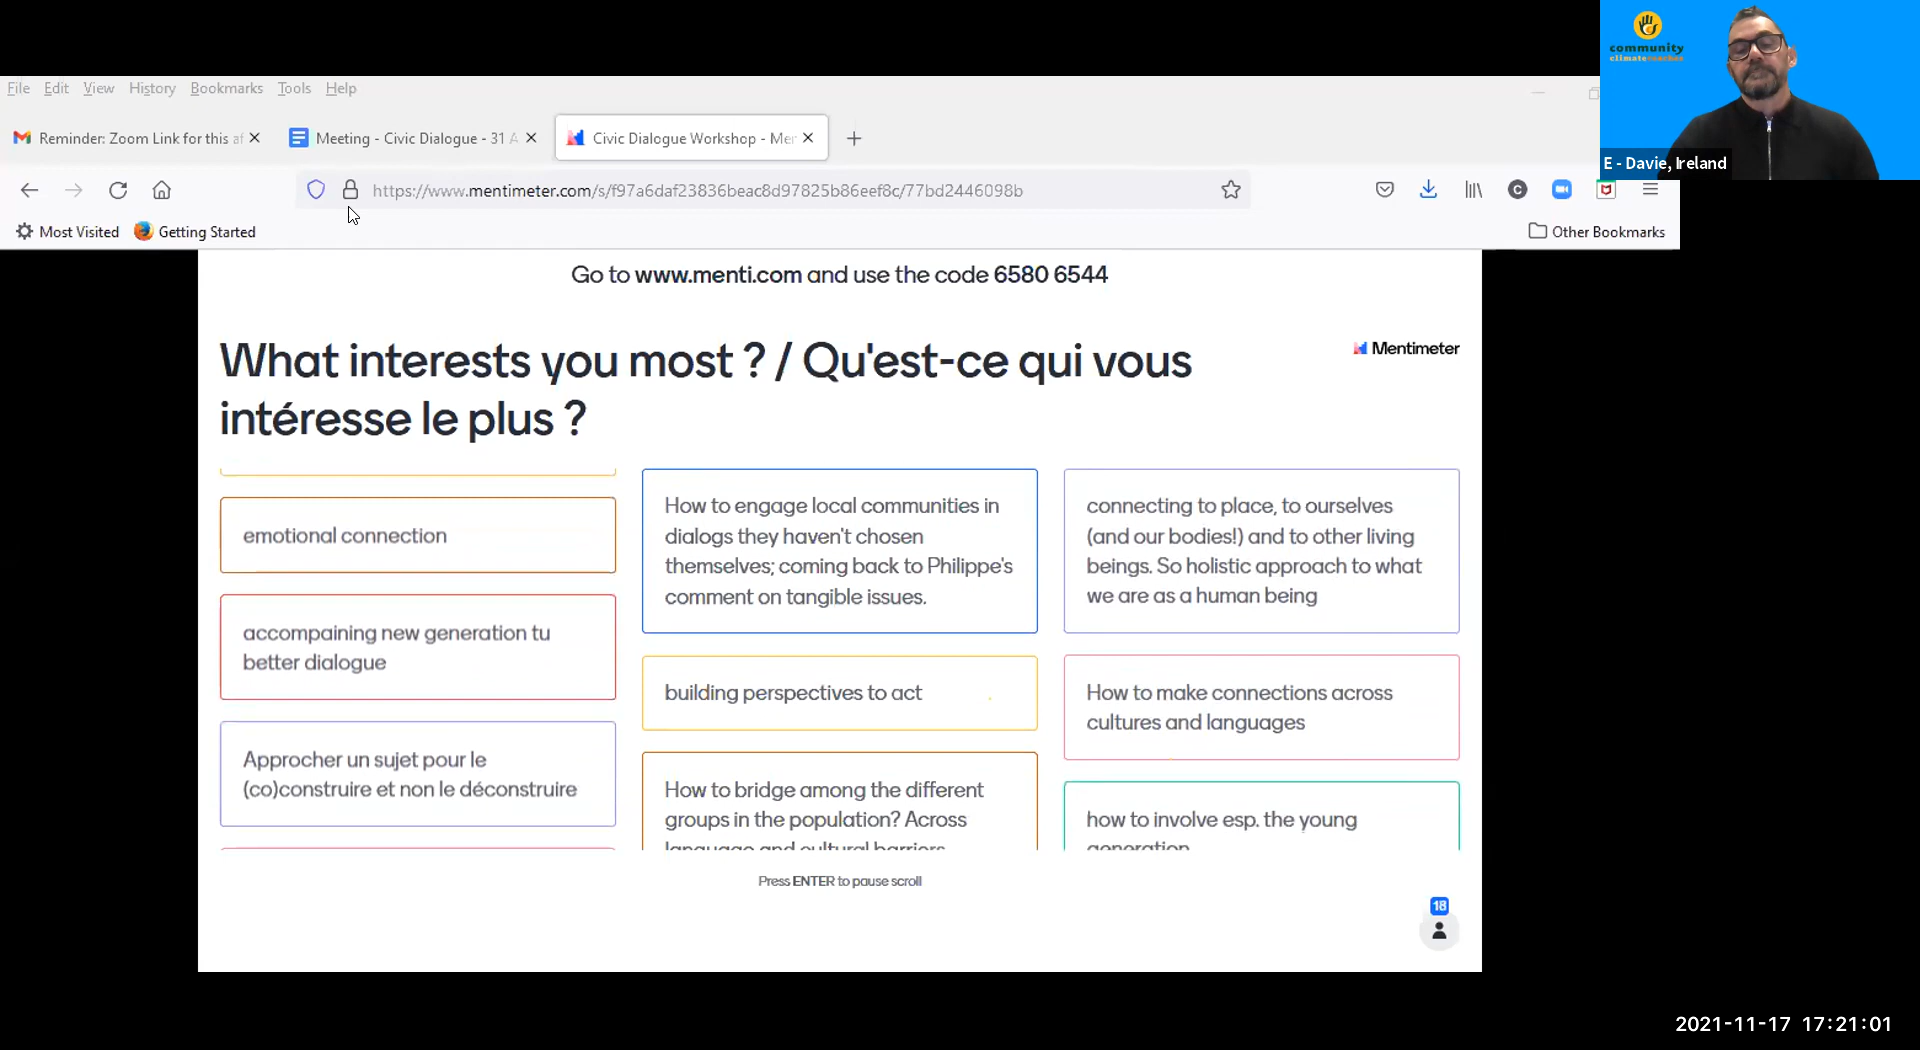 community
climatecoaches
E - Davie, Ireland
File Edit View History Bookmarks Tools Help
Reminder: Zoom Link for this af
Meeting - Civic Dialogue - 31 A
Civic Dialogue Workshop - Men
https://www.mentimeter.com/s/f97a6daf23836beac8d97825b86eef8c/77bd2446098b
Most Visited Getting Started Other Bookmarks
Go to www.menti.com and use the code 6580 6544
What interests you most ? / Qu'est-ce qui vous
intéresse le plus ?
Mentimeter
emotional connection
accompaining new generation tu
better dialogue
Approcher un sujet pour le
(co)construire et non le déconstruire
How to engage local communities in
dialogs they haven't chosen
themselves; coming back to Philippe's
comment on tangible issues.
building perspectives to act
How to bridge among the different
groups in the population? Across
language and cultural barriers
connecting to place, to ourselves
(and our bodies!) and to other living
beings. So holistic approach to what
we are as a human being
How to make connections across
cultures and languages
how to involve esp. the young
generation
Press ENTER to pause scroll
18
2021-11-17 17:21:01